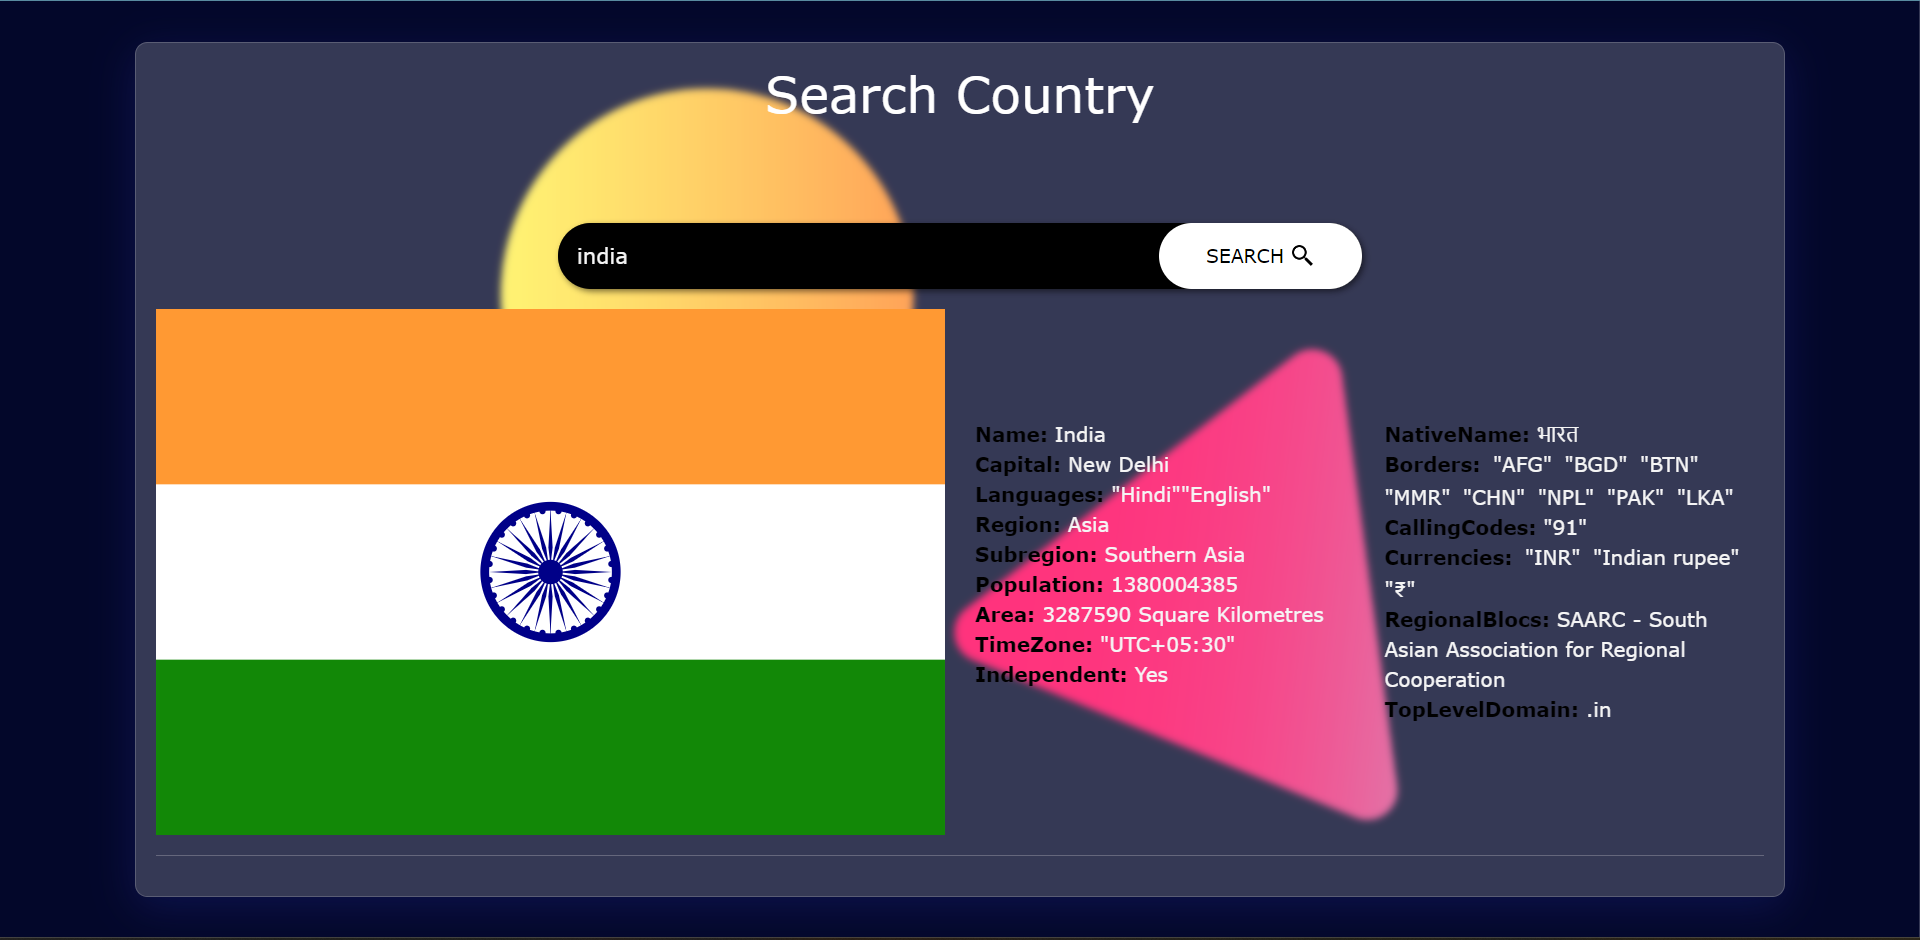 Search Country
india
SEARCH
Name: India
Capital: New Delhi
Languages: "Hindi""English"
Region: Asia
Subregion: Southern Asia
Population: 1380004385
Area: 3287590 Square Kilometres
TimeZone: "UTC+05:30"
Independent: Yes
NativeName: भारत
Borders: "AFG" "BGD" "BTN"
"MMR" "CHN" "NPL" "PAK" "LKA"
CallingCodes: "91"
Currencies: "INR" "Indian rupee"
"₹"
RegionalBlocs: SAARC - South
Asian Association for Regional
Cooperation
TopLevelDomain: .in